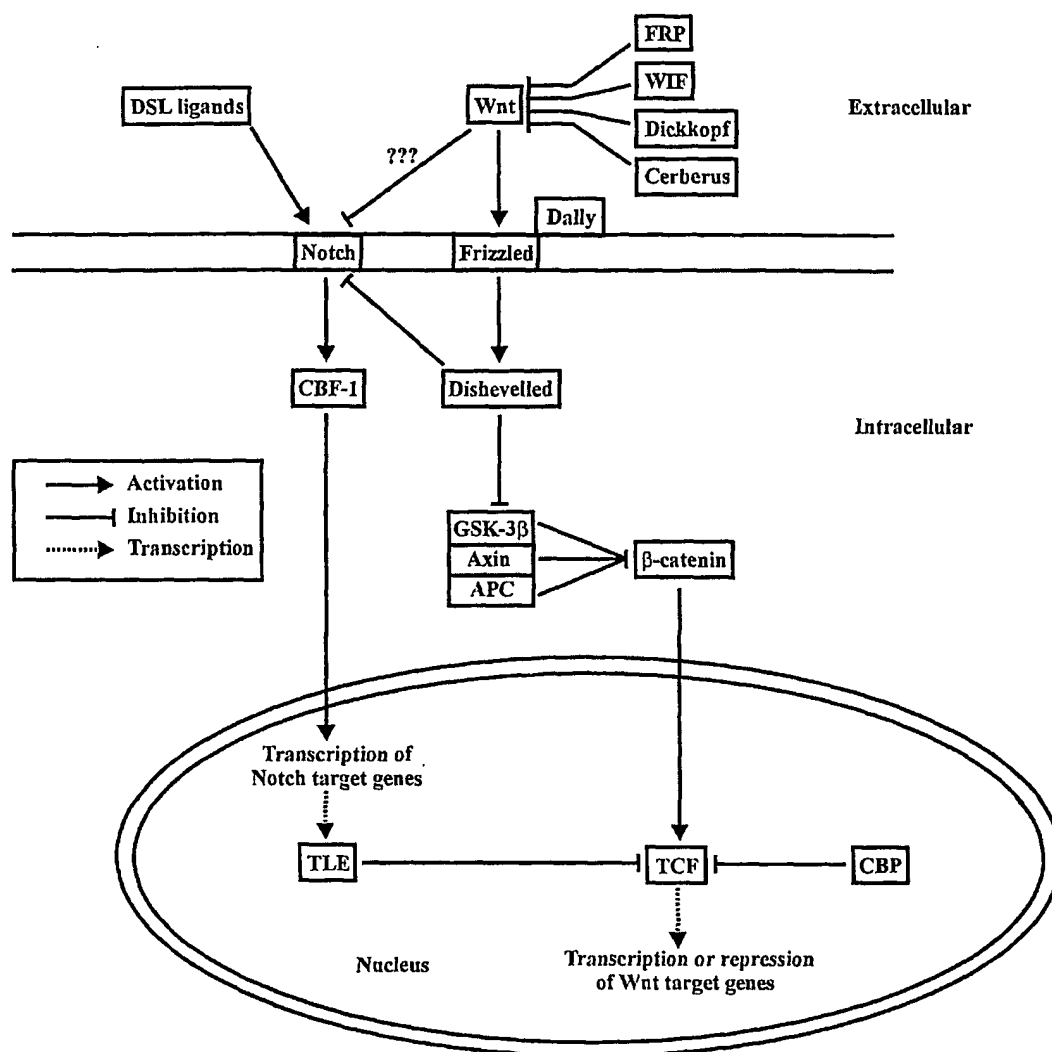 FRP
WIF
DSL ligands
Wnt
Extracellular
Dickkopf
???
Cerberus
Dally
Notch
Frizzled
CBF-1
Dishevelled
Intracellular
Activation
Inhibition
Transcription
GSK-3β
Axin
β-catenin
APC
Transcription of
Notch target genes
TLE
TCF
CBP
Nucleus
Transcription or repression
of Wnt target genes